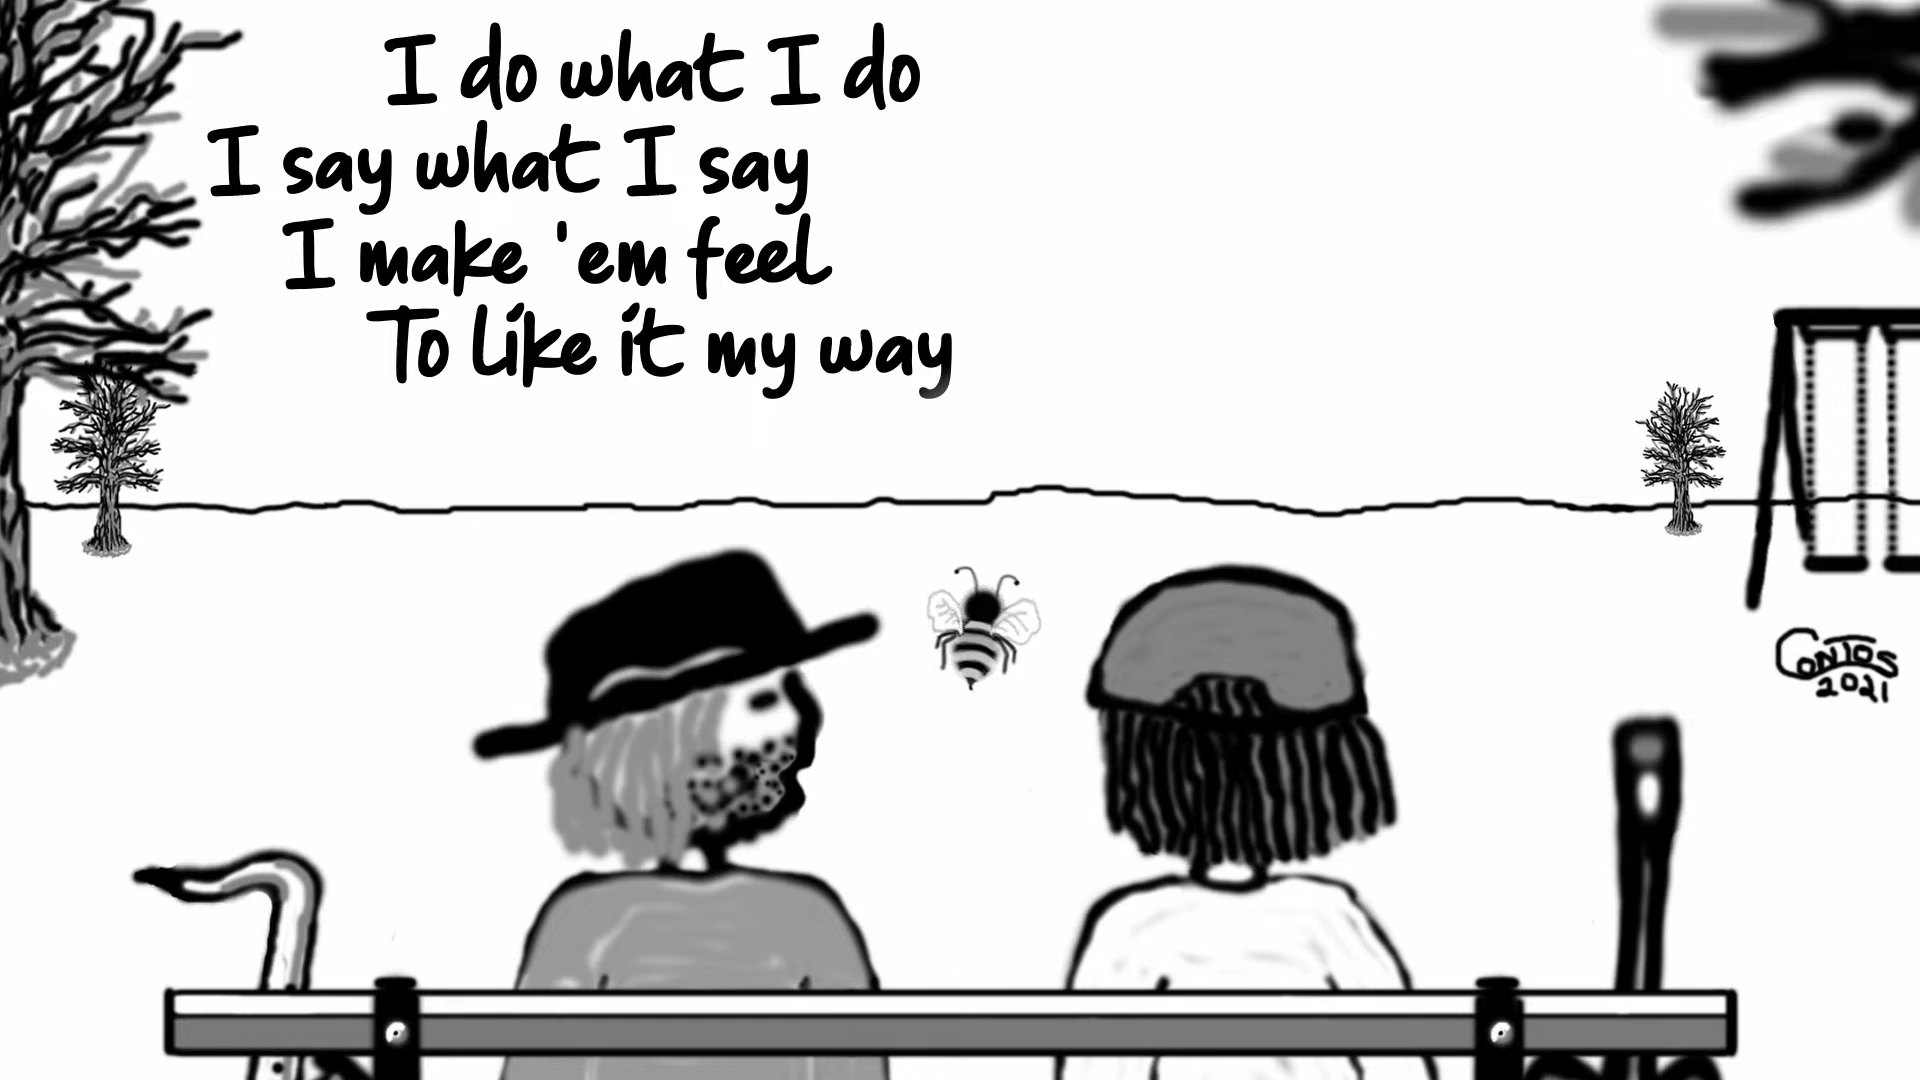 I do what I do
I say what I say
I make 'em feel
To like it my way
CONTOS
2021